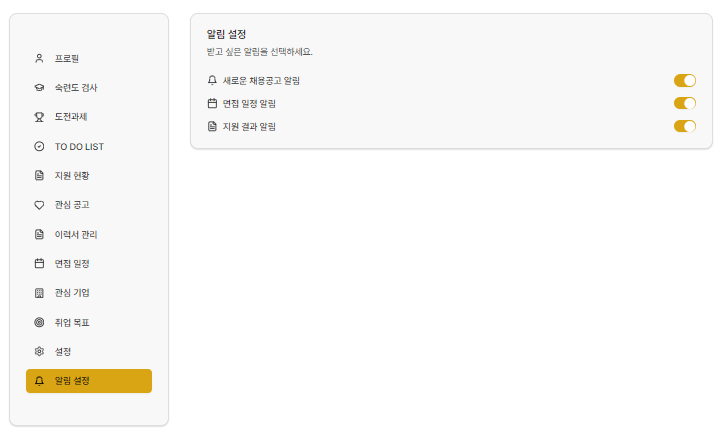 프로필
숙련도 검사
도전과제
TO DO LIST
지원 현황
관심 공고
이력서 관리
면접 일정
관심 기업
취업 목표
설정
알림 설정
알림 설정
받고 싶은 알림을 선택하세요.
새로운 채용공고 알림
면접 일정 알림
지원 결과 알림